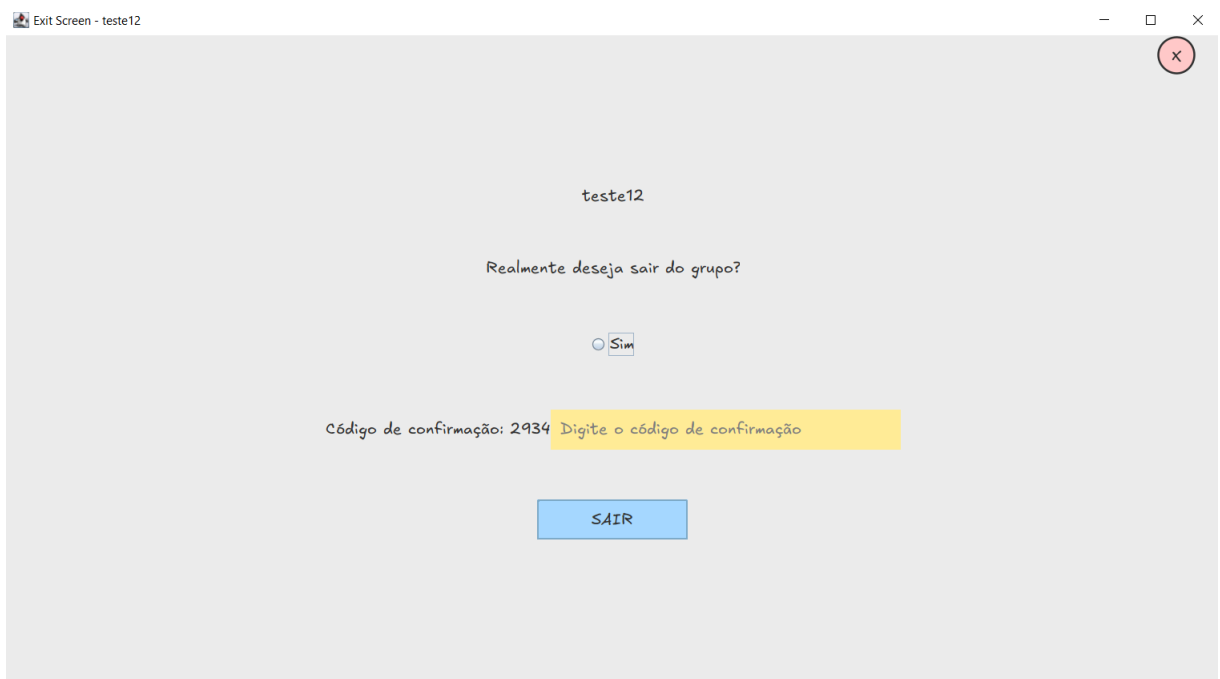 Exit Screen - teste12
x
teste12
Realmente deseja sair do grupo?
Sim
Código de confirmação: 2934 Digite o código de confirmação
SAIR